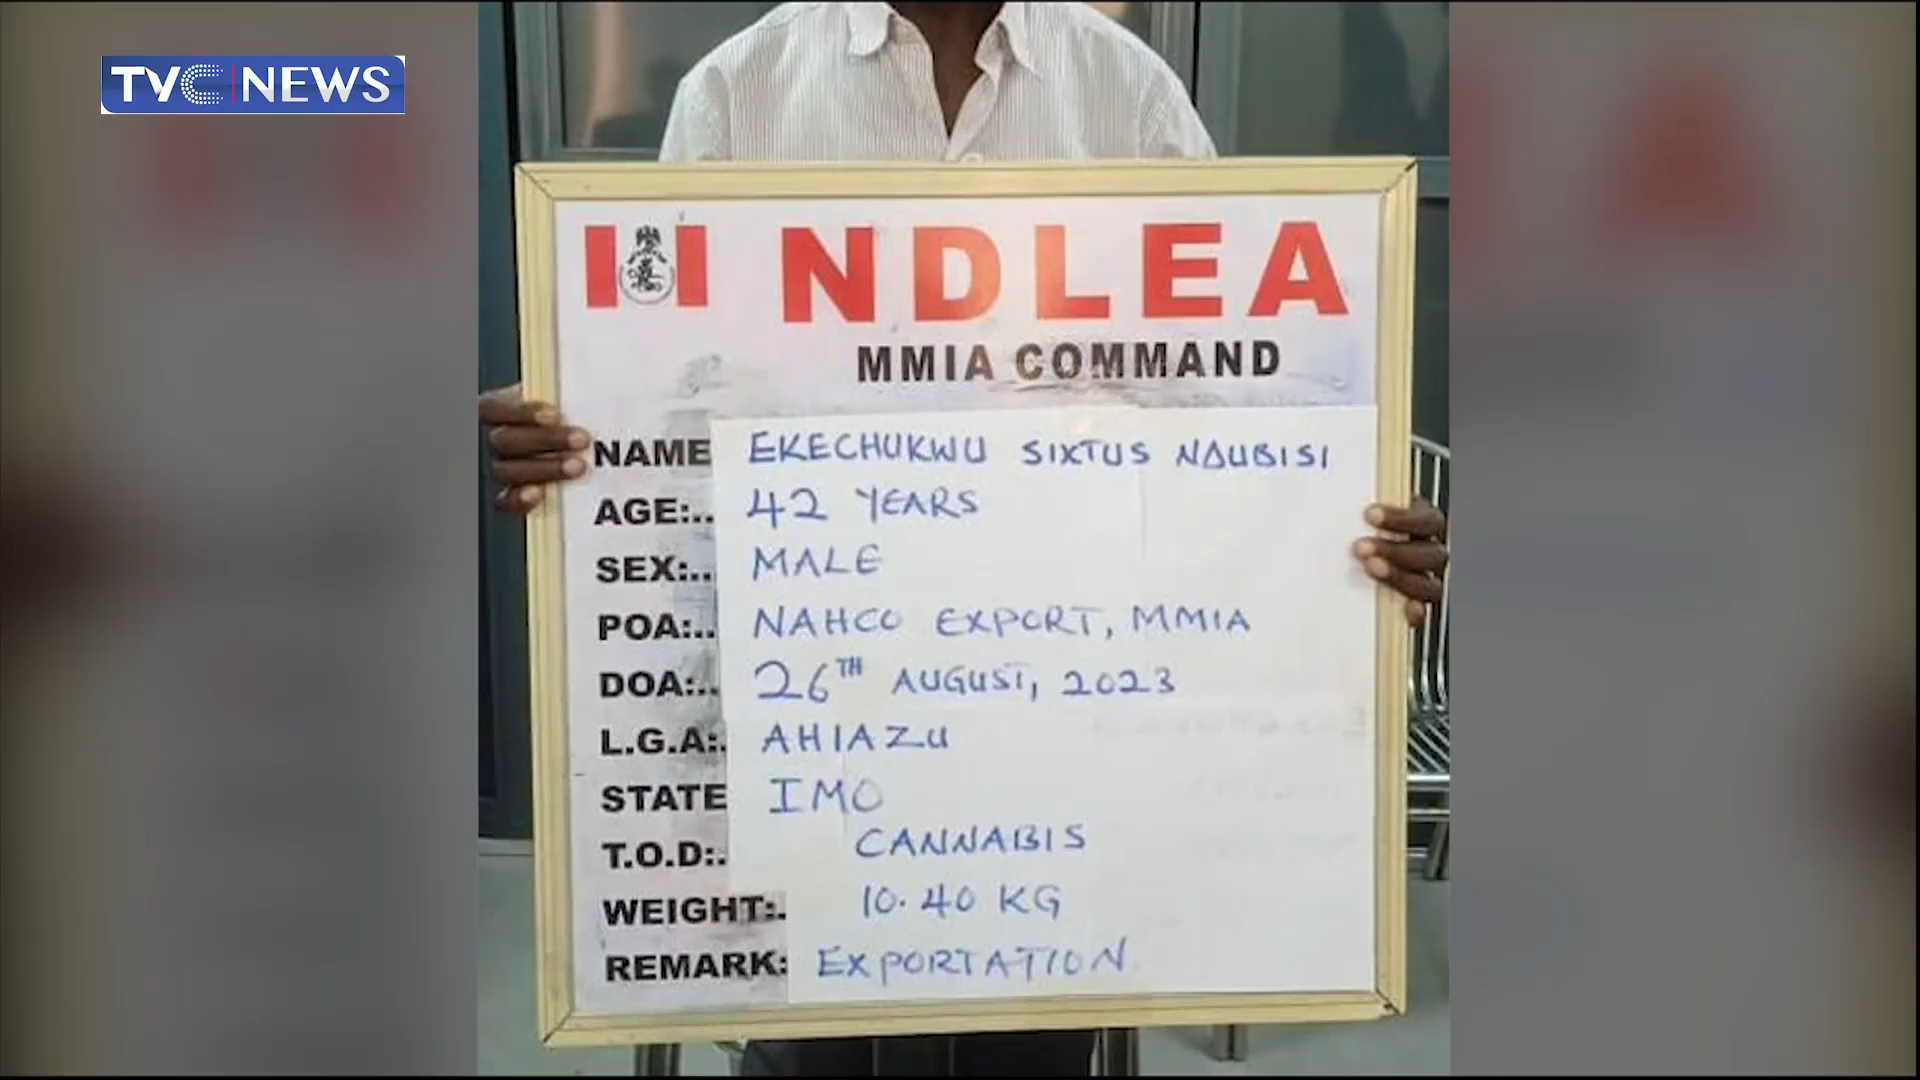 TVC NEWS
NDLEA
MMIA COMMAND
NAME EKECHUKWU SIXTUS NDUBISI
AGE:.. 42 YEARS
SEX:... MALE
POA:.. NAHCO EXPORT, MMIA
DOA:.. 26TH AUGUST, 2023
L.G.A:. AHIAZU
STATE IMO
T.O.D:. CANNABIS
WEIGHT:. 10.40 KG
REMARK: EXPORTATION